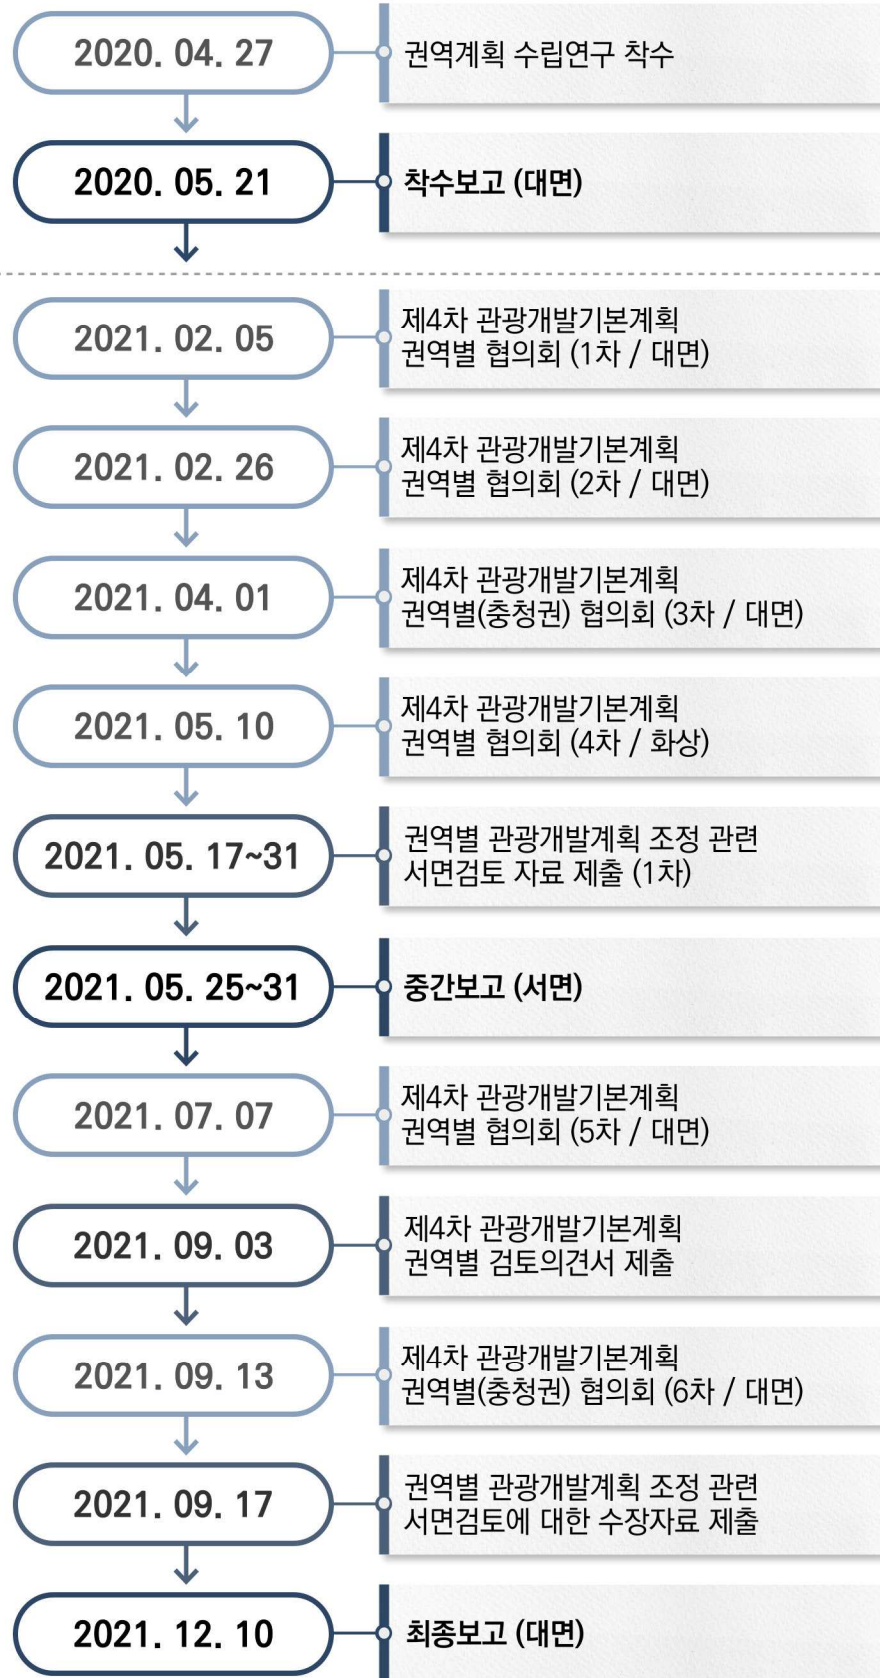 2020. 04. 27
권역계획 수립연구 착수
2020. 05. 21
착수보고 (대면)
2021. 02. 05
제4차 관광개발기본계획
권역별 협의회 (1차 / 대면)
2021. 02. 26
제4차 관광개발기본계획
권역별 협의회 (2차 / 대면)
2021. 04. 01
제4차 관광개발기본계획
권역별(충청권) 협의회 (3차 / 대면)
2021. 05. 10
제4차 관광개발기본계획
권역별 협의회 (4차 / 화상)
2021. 05. 17~31
권역별 관광개발계획 조정 관련
서면검토 자료 제출 (1차)
2021. 05. 25~31
중간보고 (서면)
2021. 07. 07
제4차 관광개발기본계획
권역별 협의회 (5차 / 대면)
2021. 09. 03
제4차 관광개발기본계획
권역별 검토의견서 제출
2021. 09. 13
제4차 관광개발기본계획
권역별(충청권) 협의회 (6차 / 대면)
2021. 09. 17
권역별 관광개발계획 조정 관련
서면검토에 대한 수장자료 제출
2021. 12. 10
최종보고 (대면)